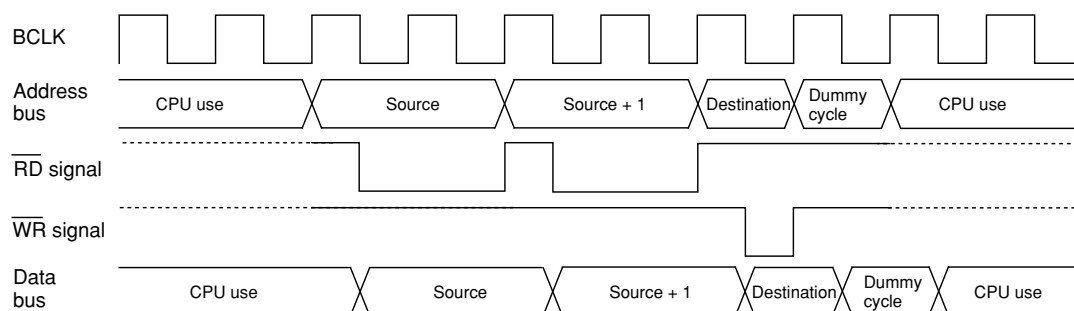 BCLK
Address
bus
CPU use
Source
Source + 1
Destination
Dummy
cycle
CPU use
RD signal
WR signal
Data
bus
CPU use
Source
Source + 1
Destination
Dummy
cycle
CPU use